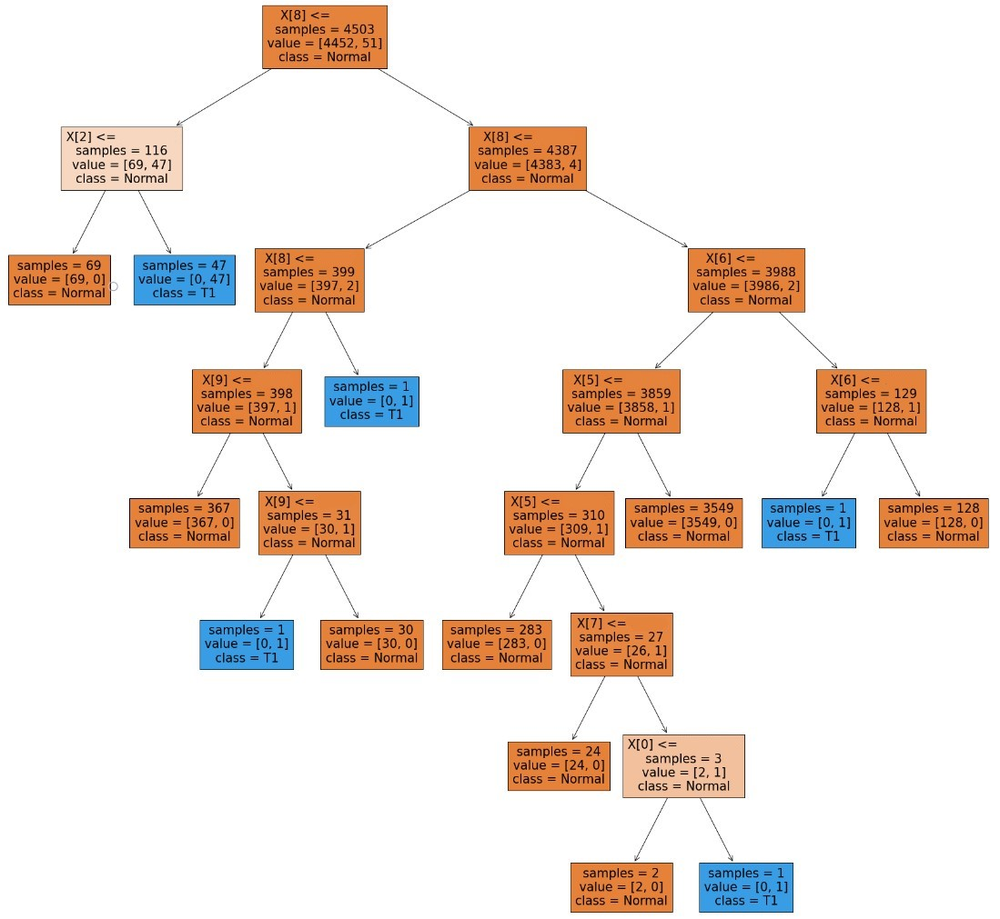 X[8] <=
samples = 4503
value = [4452, 51]
class = Normal
X[2] <=
samples = 116
value = [69, 47]
class = Normal
X[8] <=
samples = 4387
value = [4383, 4]
class = Normal
samples = 69
value = [69, 0]
class = Normal
samples = 47
value = [0, 47]
class = T1
X[8] <=
samples = 399
value = [397, 2]
class = Normal
X[6] <=
samples = 3988
value = [3986, 2]
class = Normal
X[9] <=
samples = 398
value = [397, 1]
class = Normal
samples = 1
value = [0, 1]
class = T1
X[5] <=
samples = 3859
value = [3858, 1]
class = Normal
X[6] <=
samples = 129
value = [128, 1]
class = Normal
samples = 367
value = [367, 0]
class = Normal
X[9] <=
samples = 31
value = [30, 1]
class = Normal
X[5] <=
samples = 310
value = [309, 1]
class = Normal
samples = 3549
value = [3549, 0]
class = Normal
samples = 1
value = [0, 1]
class = T1
samples = 128
value = [128, 0]
class = Normal
samples = 1
value = [0, 1]
class = T1
samples = 30
value = [30, 0]
class = Normal
samples = 283
value = [283, 0]
class = Normal
X[7] <=
samples = 27
value = [26, 1]
class = Normal
samples = 24
value = [24, 0]
class = Normal
X[0] <=
samples = 3
value = [2, 1]
class = Normal
samples = 2
value = [2, 0]
class = Normal
samples = 1
value = [0, 1]
class = T1